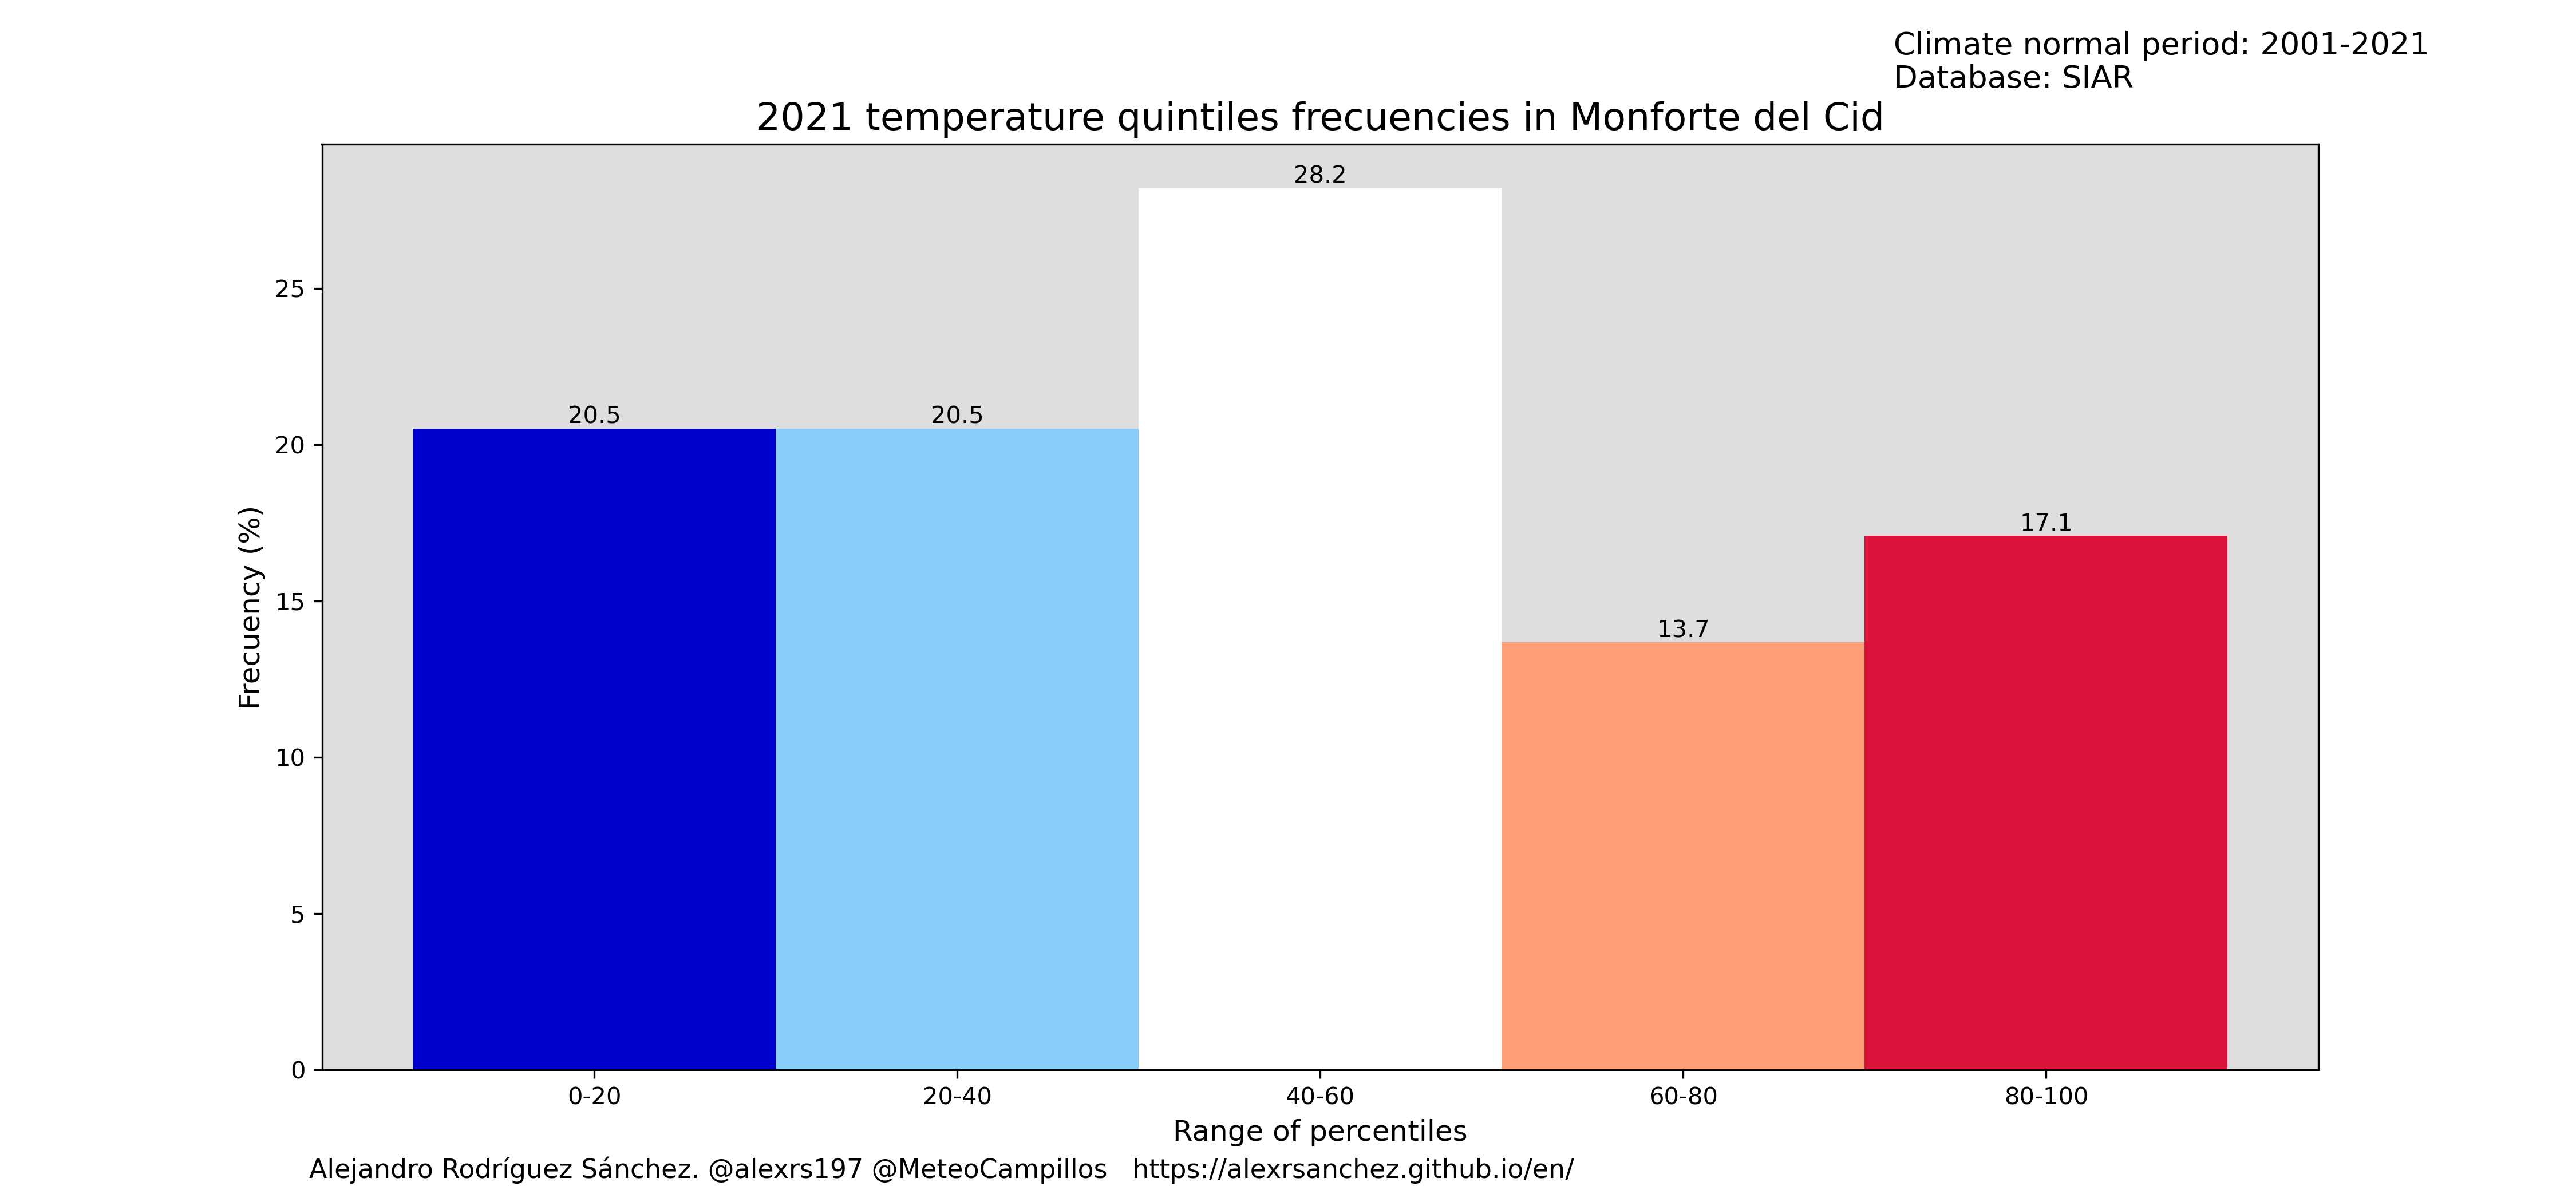 Climate normal period: 2001-2021
Database: SIAR
2021 temperature quintiles frecuencies in Monforte del Cid
28.2
25
20.5
20.5
20
17.1
15
13.7
10
5
0
Frecuency (%)
0-20
20-40
40-60
60-80
80-100
Range of percentiles
Alejandro Rodríguez Sánchez. @alexrs197 @MeteoCampillos https://alexrsanchez.github.io/en/